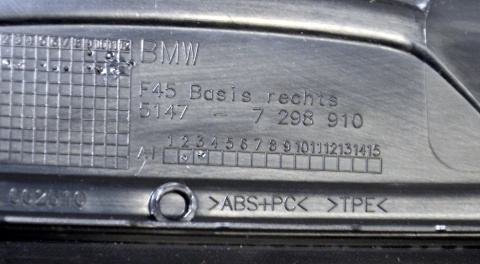 BMW
F45 Basis rechts
5147 - 7 298 910
1 2 3 4 5 6 7 8 9 10 11 12 13 14 15
>ABS+PC< >TPE<